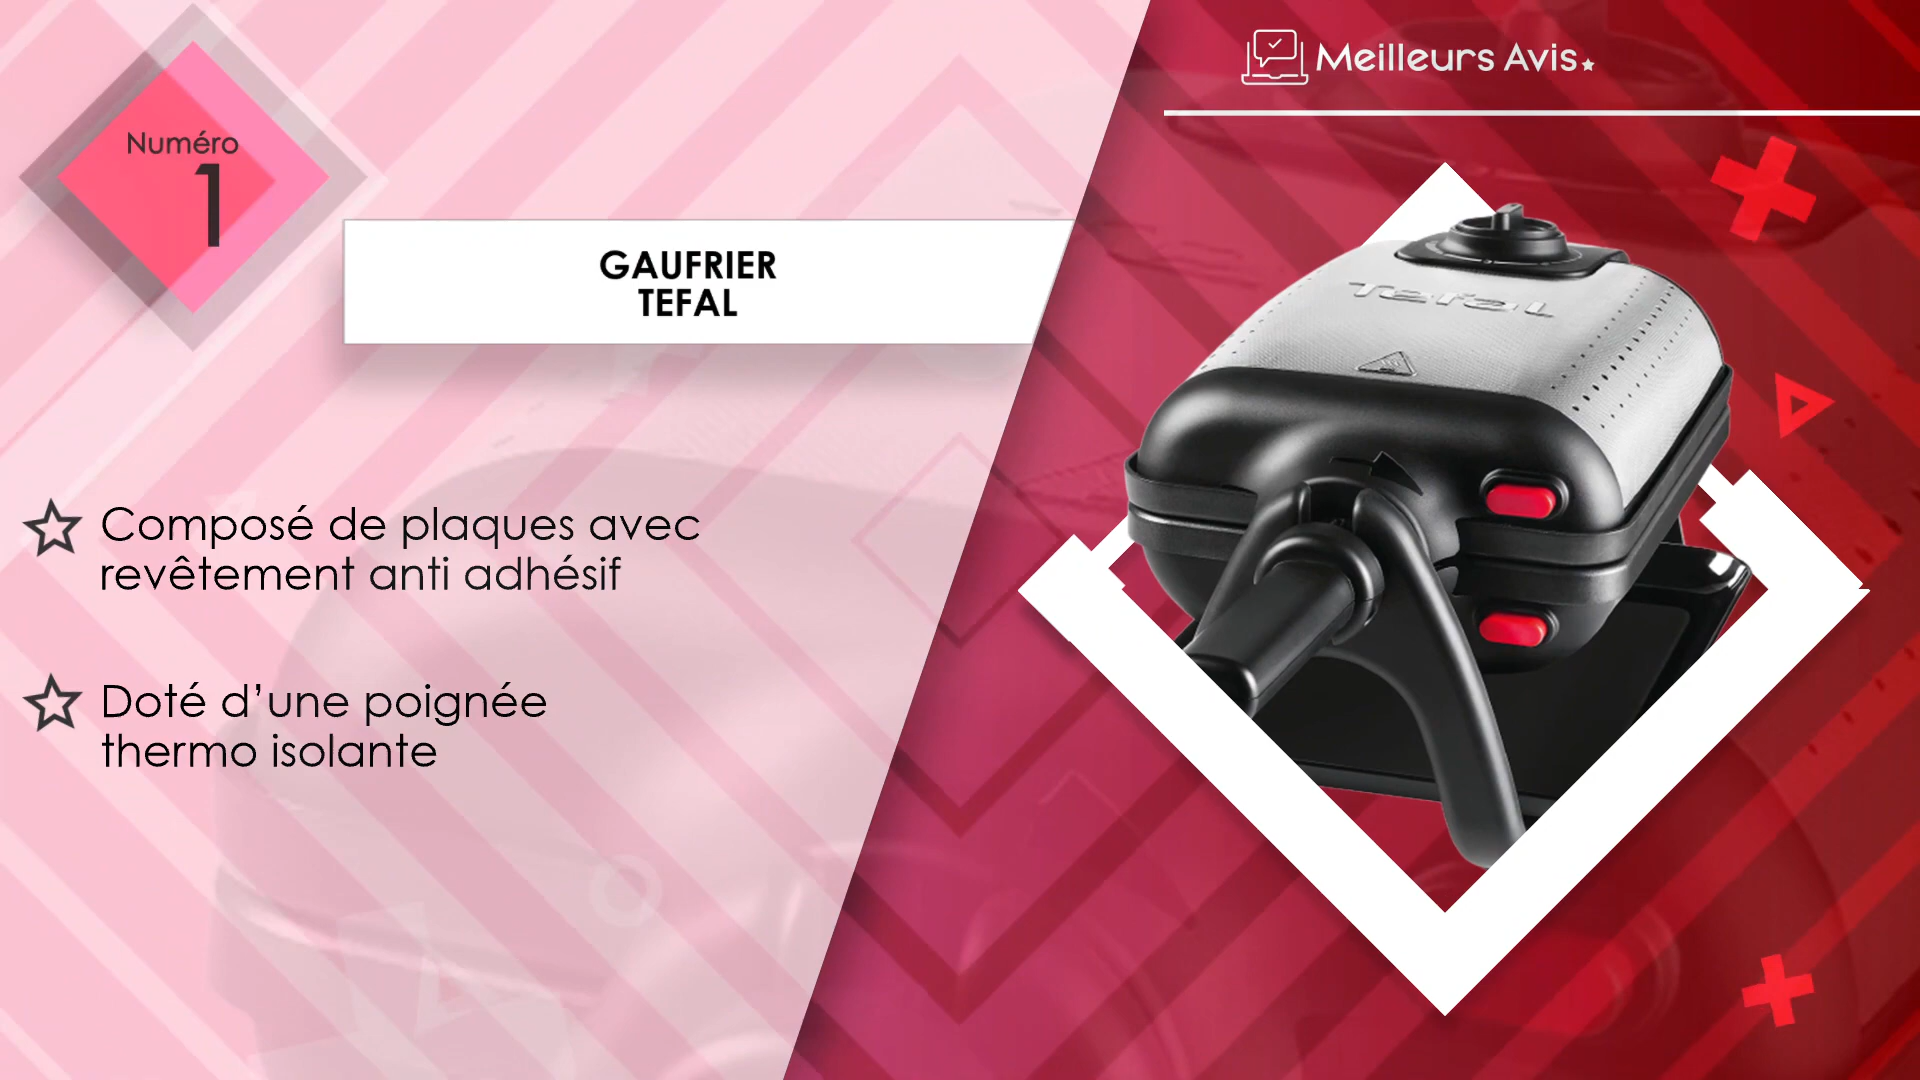 Numéro
1
GAUFRIER
TEFAL
Composé de plaques avec
revêtement anti adhésif
Doté d’une poignée
thermo isolante
Meilleurs Avis
Tefal